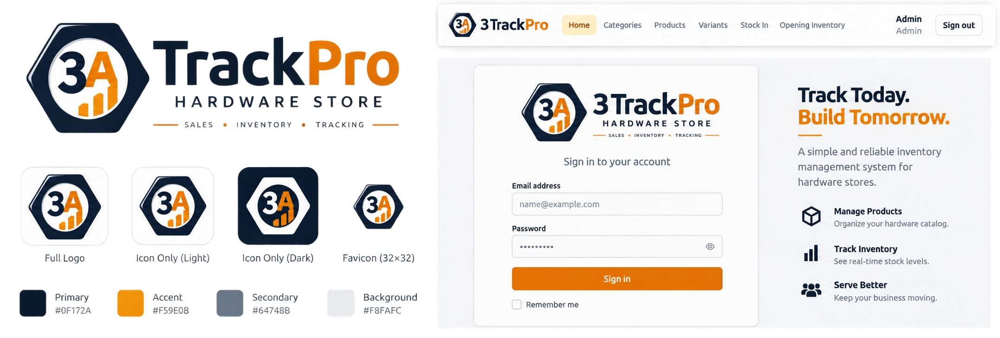 3A
TrackPro
HARDWARE STORE
SALES • INVENTORY • TRACKING
3A
Full Logo
3A
Icon Only (Light)
3A
Icon Only (Dark)
3A
Favicon (32×32)
Primary
#0F172A
Accent
#F59E0B
Secondary
#64748B
Background
#F8FAFC
3A
3TrackPro
Home
Categories
Products
Variants
Stock In
Opening Inventory
Admin
Admin
Sign out
3A
3TrackPro
HARDWARE STORE
SALES • INVENTORY • TRACKING
Sign in to your account
Email address
name@example.com
Password
•••••••••
Sign in
Remember me
Track Today.
Build Tomorrow.
A simple and reliable inventory
management system for
hardware stores.
Manage Products
Organize your hardware catalog.
Track Inventory
See real-time stock levels.
Serve Better
Keep your business moving.